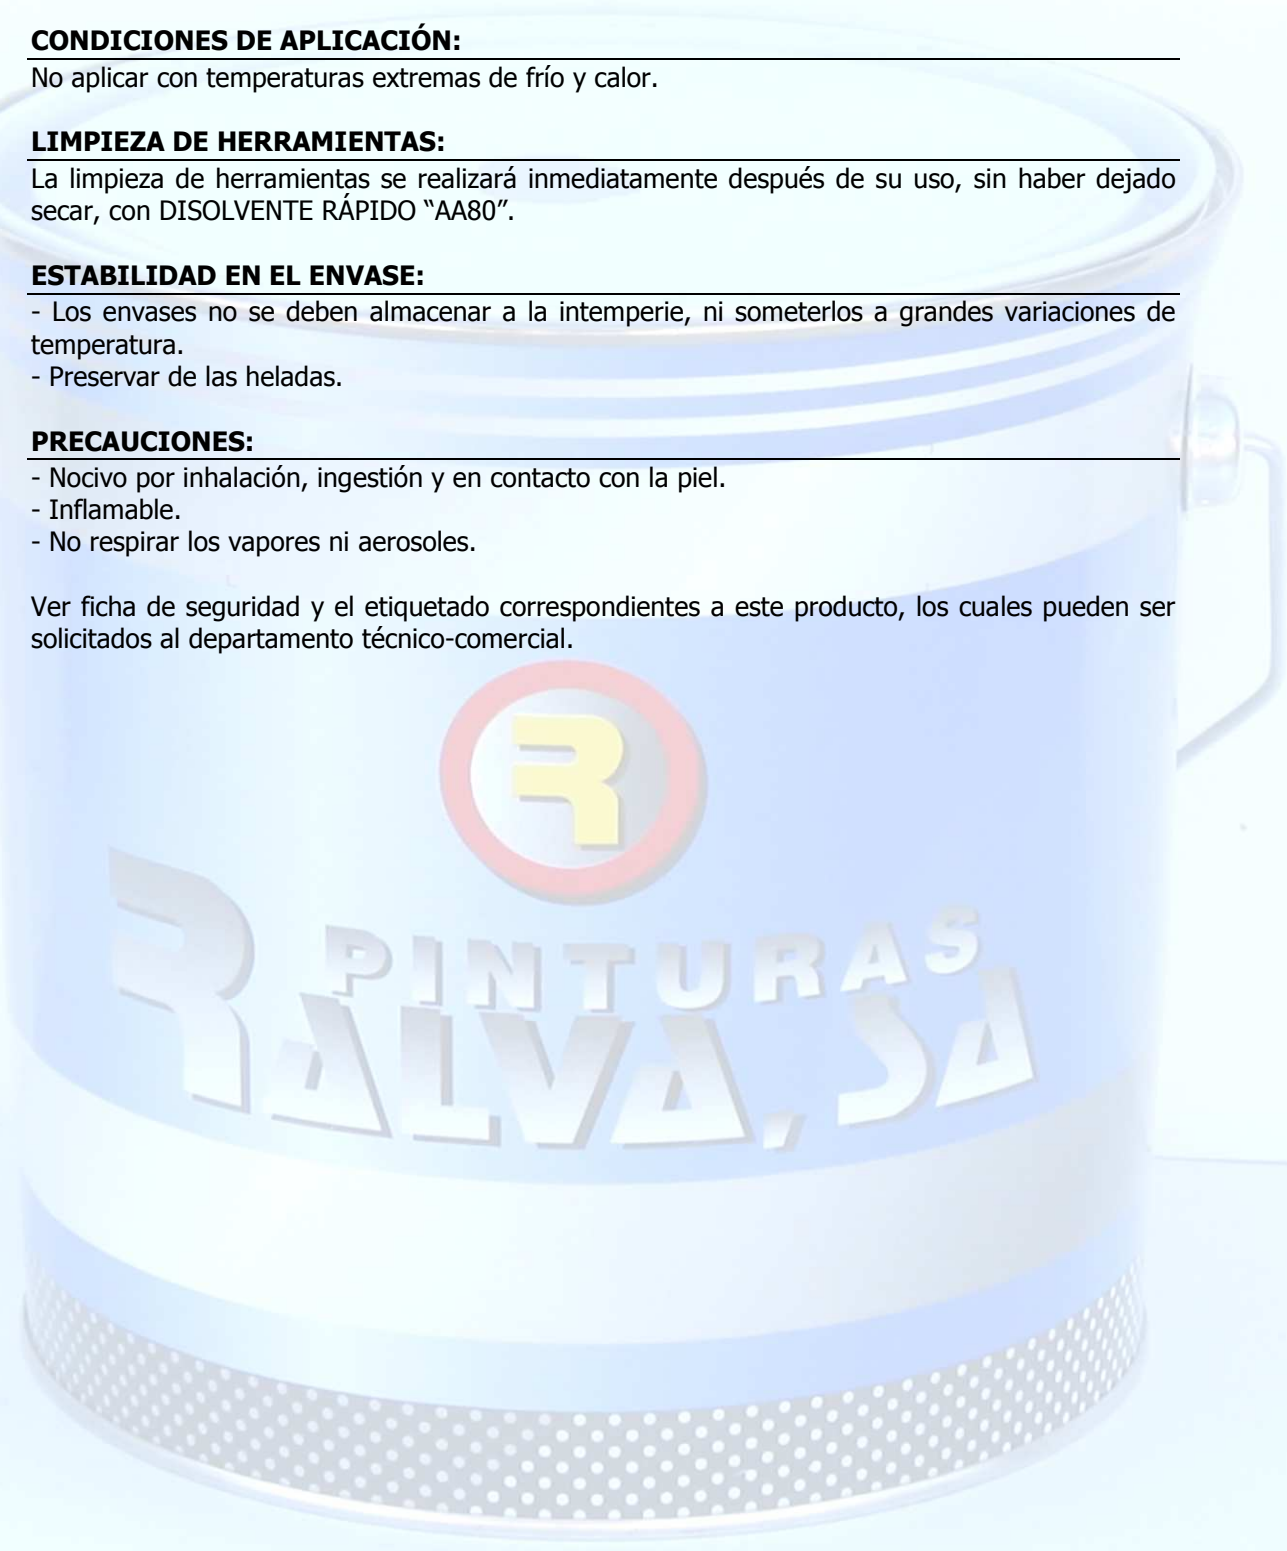 CONDICIONES DE APLICACIÓN:
No aplicar con temperaturas extremas de frío y calor.
LIMPIEZA DE HERRAMIENTAS:
La limpieza de herramientas se realizará inmediatamente después de su uso, sin haber dejado
secar, con DISOLVENTE RÁPIDO “AA80”.
ESTABILIDAD EN EL ENVASE:
- Los envases no se deben almacenar a la intemperie, ni someterlos a grandes variaciones de
temperatura.
- Preservar de las heladas.
PRECAUCIONES:
- Nocivo por inhalación, ingestión y en contacto con la piel.
- Inflamable.
- No respirar los vapores ni aerosoles.
Ver ficha de seguridad y el etiquetado correspondientes a este producto, los cuales pueden ser
solicitados al departamento técnico-comercial.
R
PINTURAS
RALVA, SA